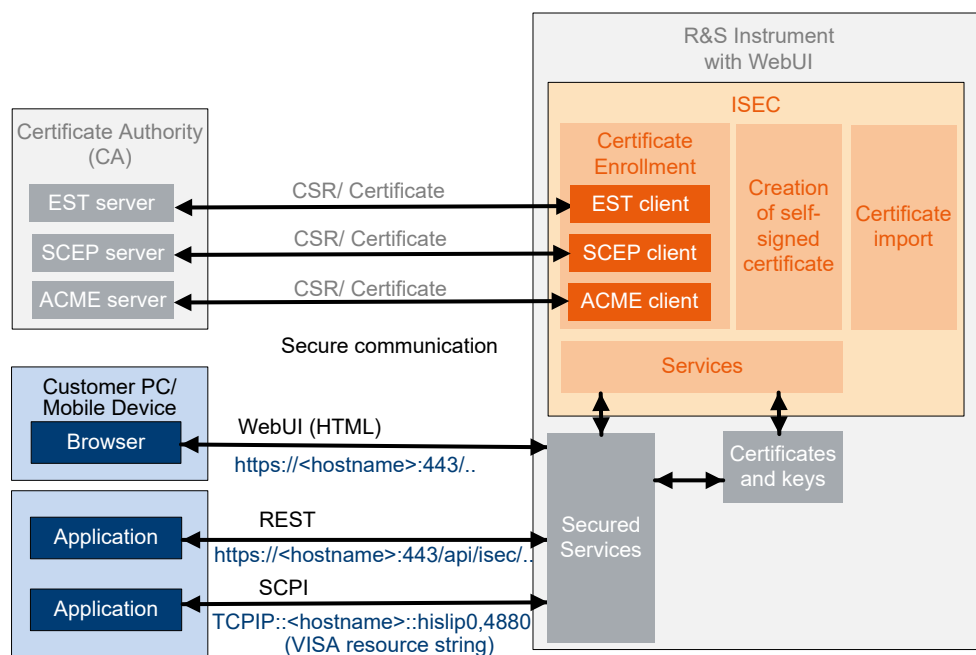 R&S Instrument
with WebUI
ISEC
Certificate Authority
(CA)
EST server
SCEP server
ACME server
CSR/ Certificate
CSR/ Certificate
CSR/ Certificate
Certificate
Enrollment
EST client
SCEP client
ACME client
Creation
of self-
signed
certificate
Certificate
import
Secure communication
Services
Customer PC/
Mobile Device
Browser
WebUI (HTML)
https://<hostname>:443/..
Application
REST
https://<hostname>:443/api/isec/..
Application
SCPI
TCPIP::<hostname>::hislip0,4880
(VISA resource string)
Secured
Services
Certificates
and keys